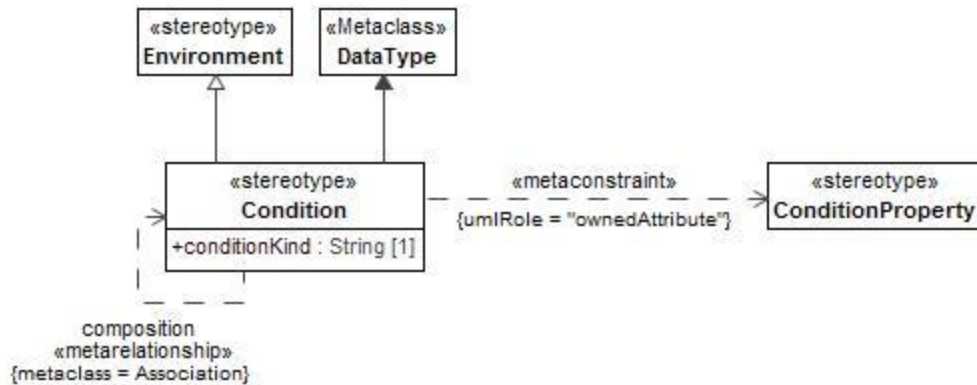 «stereotype»
Environment
«Metaclass»
DataType
«stereotype»
Condition
+conditionKind : String [1]
«metaconstraint»
{umlRole = "ownedAttribute"}
«stereotype»
ConditionProperty
composition
«metarelationship»
{metaclass = Association}